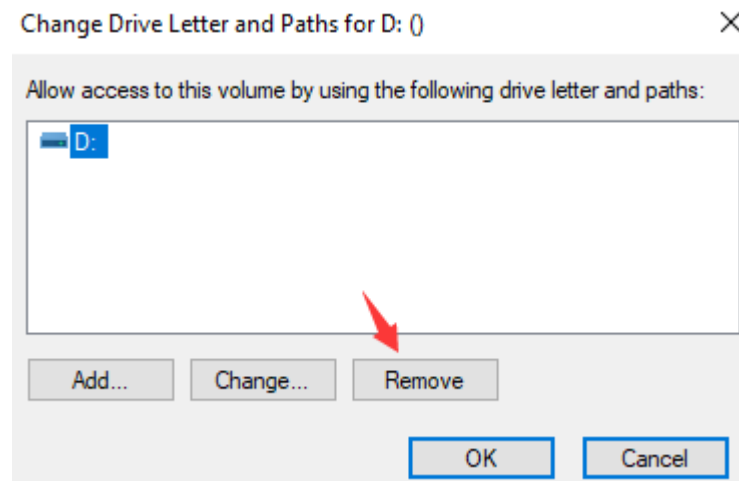 Change Drive Letter and Paths for D: ()
Allow access to this volume by using the following drive letter and paths:
D:
Add... Change... Remove
OK Cancel